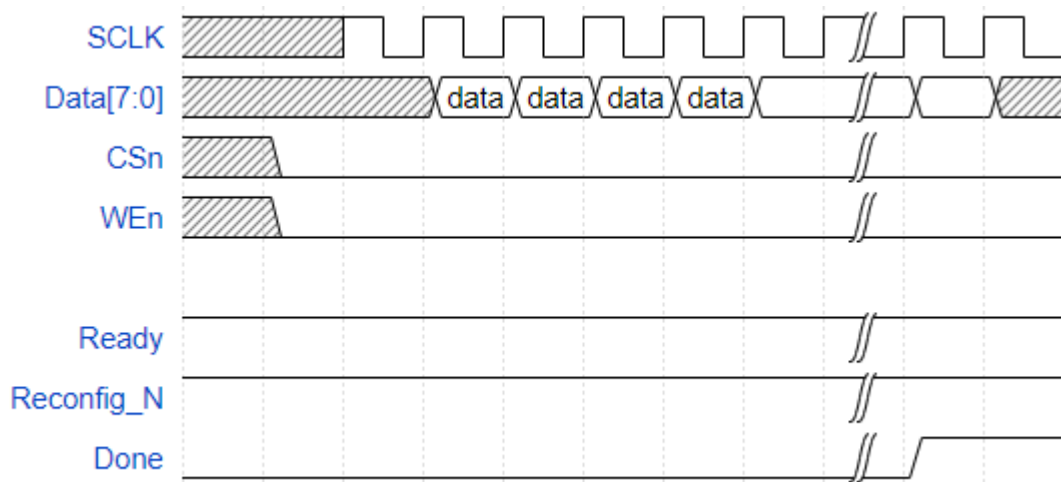 SCLK
Data[7:0] data data data data
CSn
WEn
Ready
Reconfig_N
Done